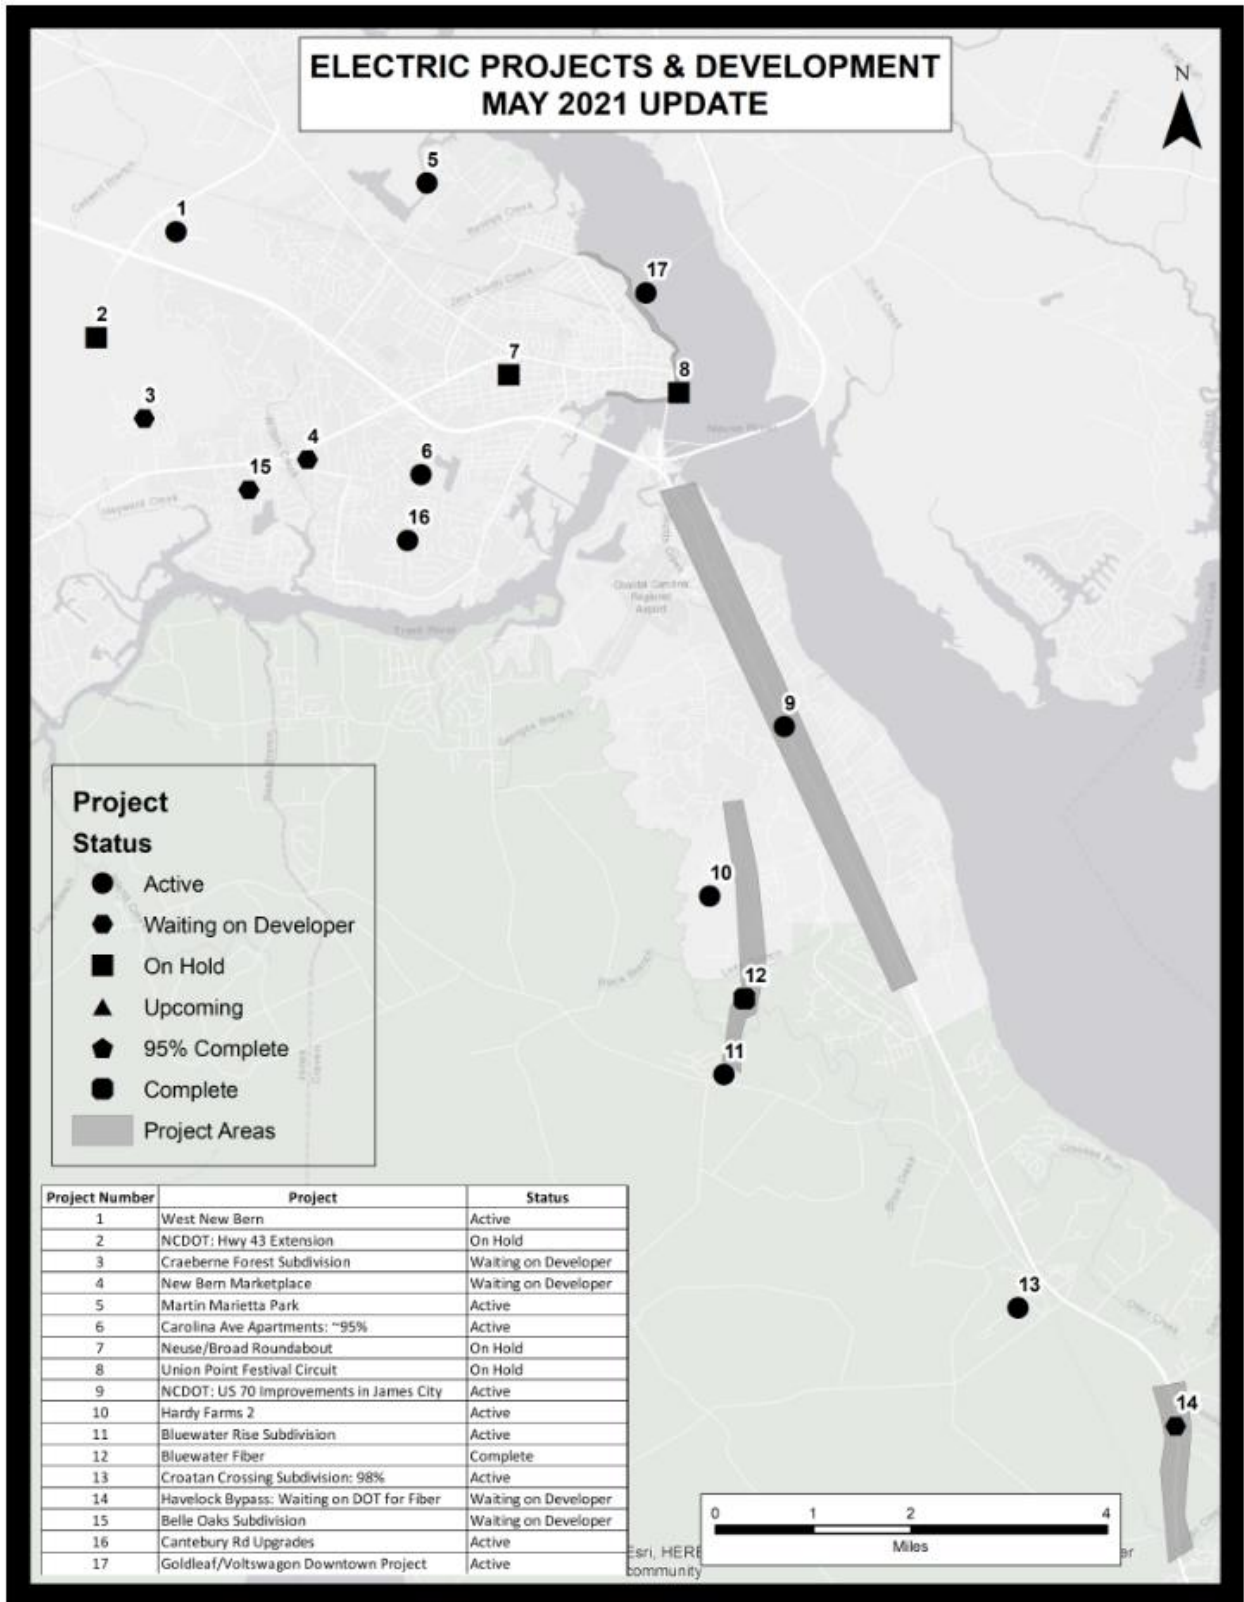 ELECTRIC PROJECTS & DEVELOPMENT
MAY 2021 UPDATE
N
5
1
17
2
7
8
3
4
6
15
16
Neuse River
Coastal Carolina
Regional
Airport
Trent River
9
10
12
11
13
14
Project
Status
Active
Waiting on Developer
On Hold
Upcoming
95% Complete
Complete
Project Areas
Project Number Project Status
1 West New Bern Active
2 NCDOT: Hwy 43 Extension On Hold
3 Craeberne Forest Subdivision Waiting on Developer
4 New Bern Marketplace Waiting on Developer
5 Martin Marietta Park Active
6 Carolina Ave Apartments: ~95% Active
7 Neuse/Broad Roundabout On Hold
8 Union Point Festival Circuit On Hold
9 NCDOT: US 70 Improvements in James City Active
10 Hardy Farms 2 Active
11 Bluewater Rise Subdivision Active
12 Bluewater Fiber Complete
13 Croatan Crossing Subdivision: 98% Active
14 Havelock Bypass: Waiting on DOT for Fiber Waiting on Developer
15 Belle Oaks Subdivision Waiting on Developer
16 Cantebury Rd Upgrades Active
17 Goldleaf/Voltswagon Downtown Project Active
0 1 2 4
Miles
Esri, HERE
community